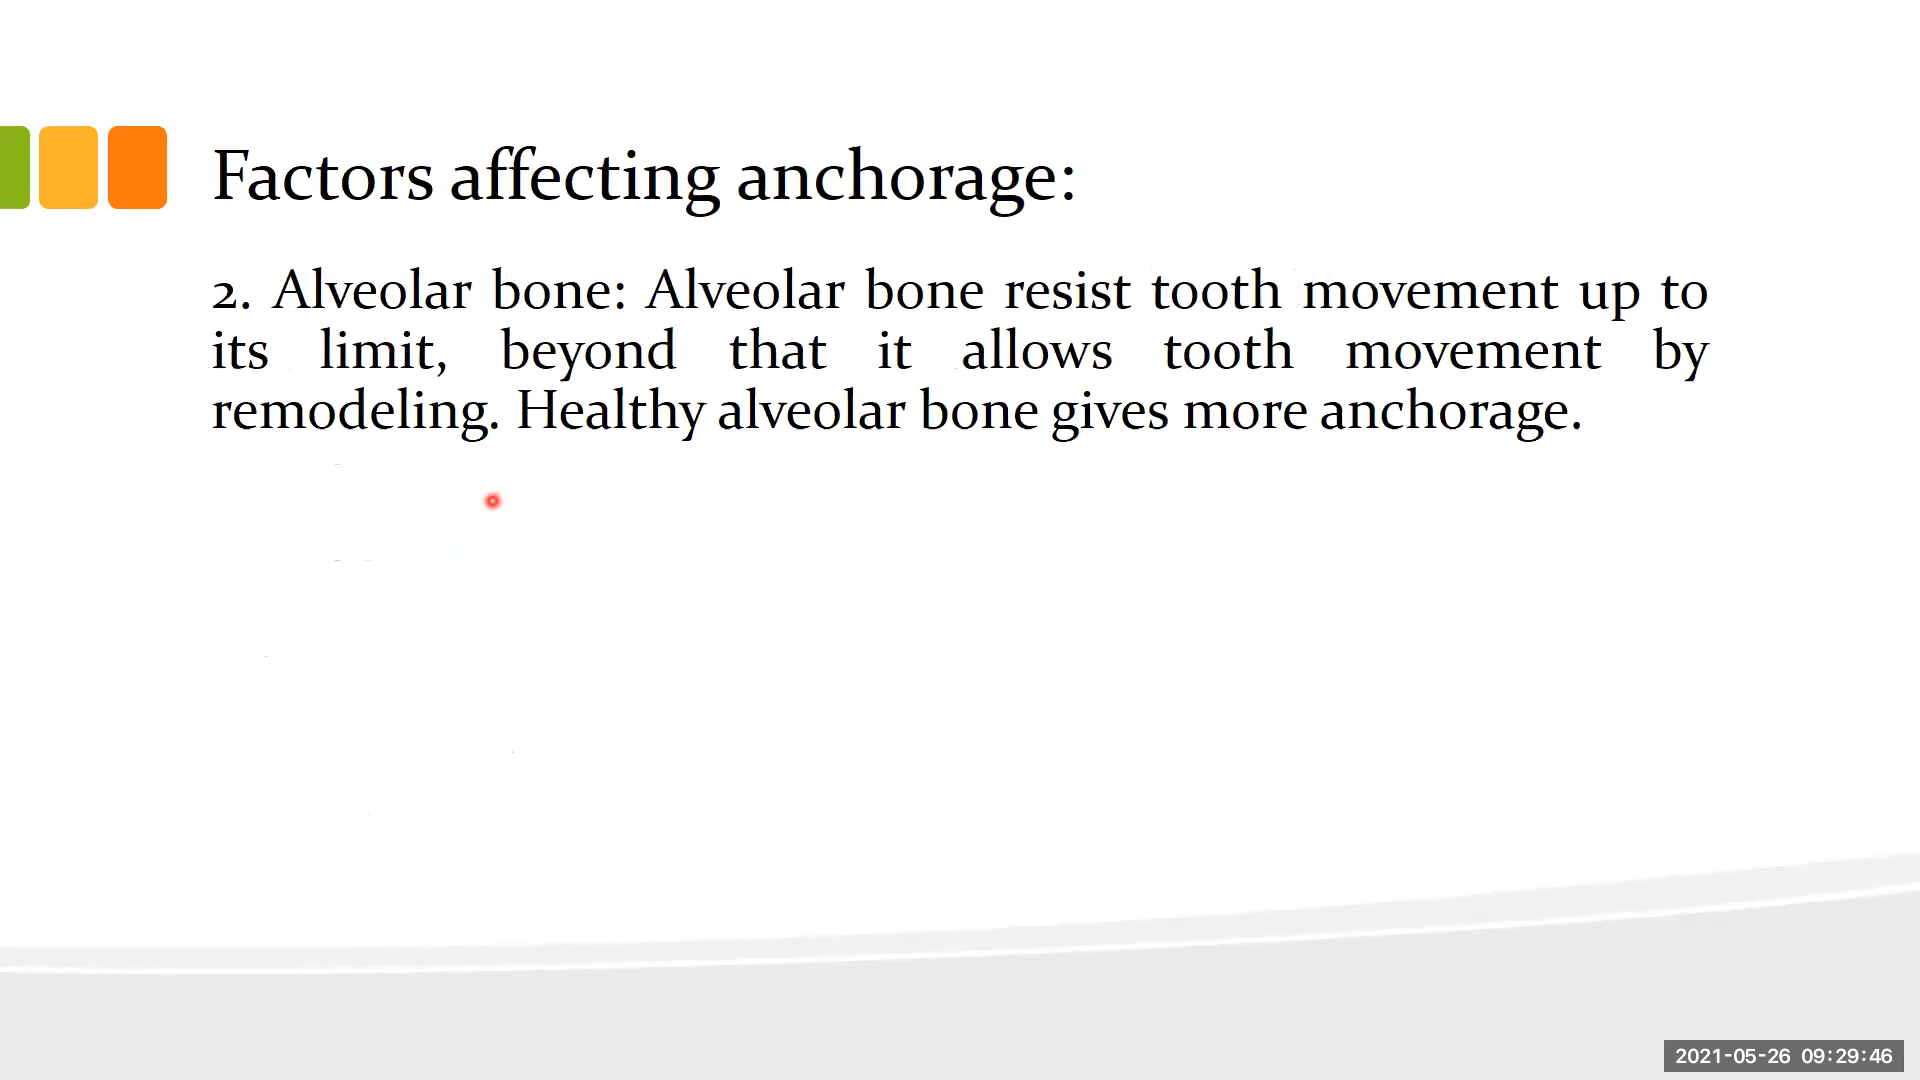 Factors affecting anchorage:
2. Alveolar bone: Alveolar bone resist tooth movement up to
its limit, beyond that it allows tooth movement by
remodeling. Healthy alveolar bone gives more anchorage.
2021-05-26 09:29:46